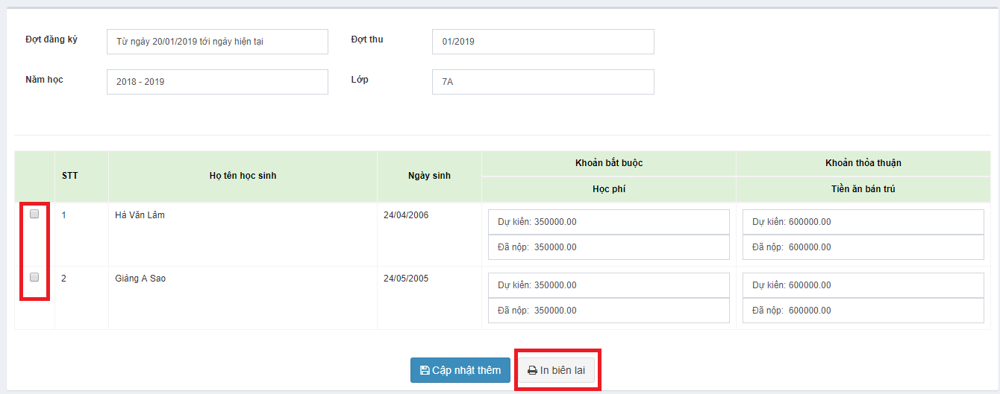 Đợt đăng ký Từ ngày 20/01/2019 tới ngày hiện tại Đợt thu 01/2019
Năm học 2018 - 2019 Lớp 7A
Khoản bắt buộc Khoản thỏa thuận
STT Họ tên học sinh Ngày sinh
Học phí Tiền ăn bán trú
1 Hà Văn Lâm 24/04/2006 Dự kiến: 350000.00 Dự kiến: 600000.00
Đã nộp: 350000.00 Đã nộp: 600000.00
2 Giàng A Sao 24/05/2005 Dự kiến: 350000.00 Dự kiến: 600000.00
Đã nộp: 350000.00 Đã nộp: 600000.00
Cập nhật thêm In biên lai